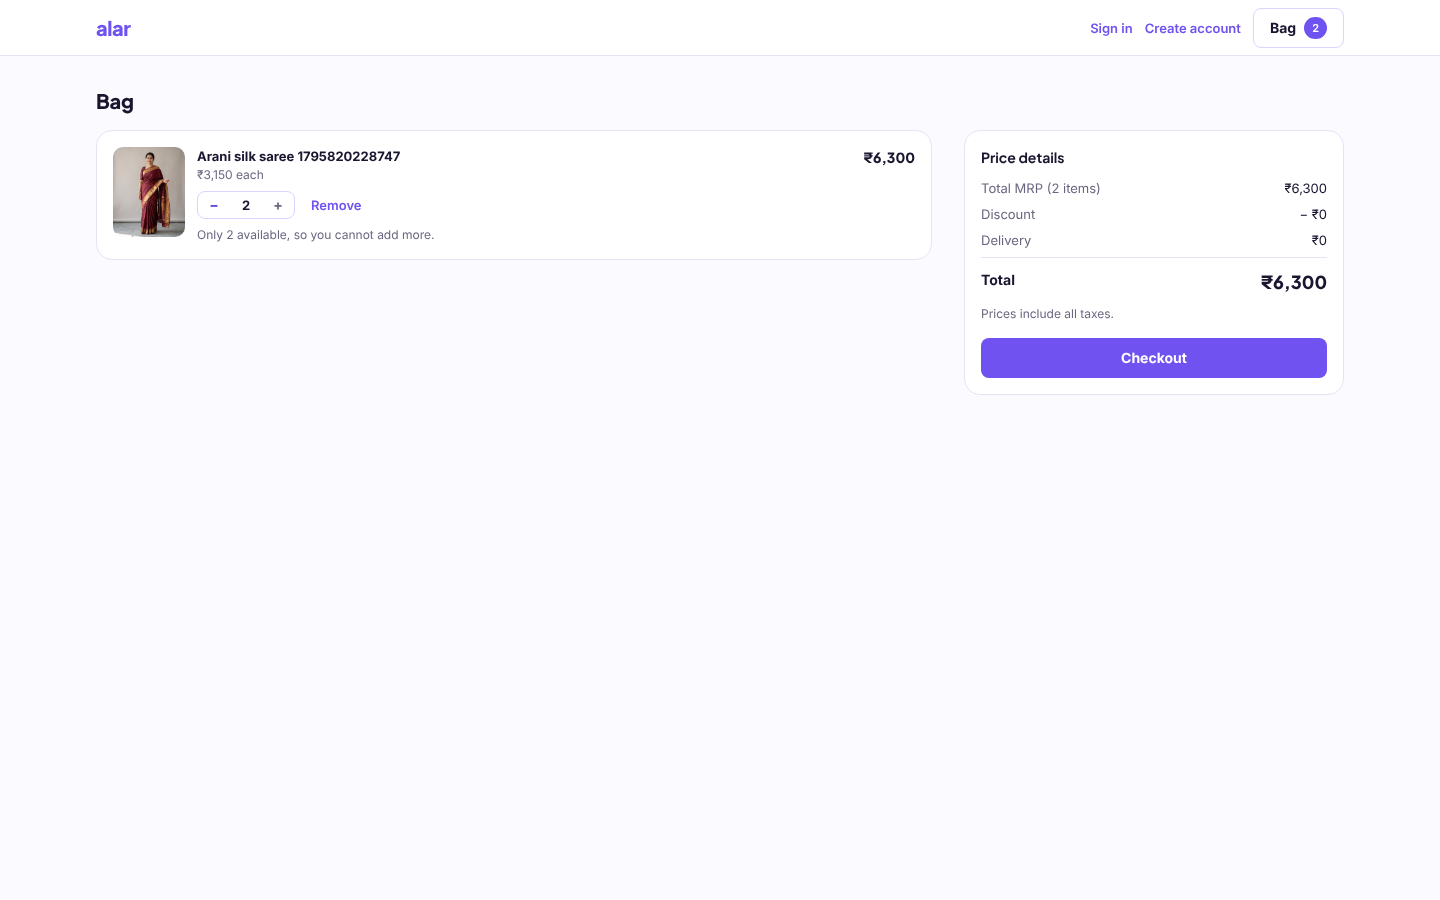 alar
Sign in Create account Bag 2
Bag
Arani silk saree 1795820228747
₹6,300
₹3,150 each
− 2 + Remove
Only 2 available, so you cannot add more.
Price details
Total MRP (2 items) ₹6,300
Discount − ₹0
Delivery ₹0
Total ₹6,300
Prices include all taxes.
Checkout